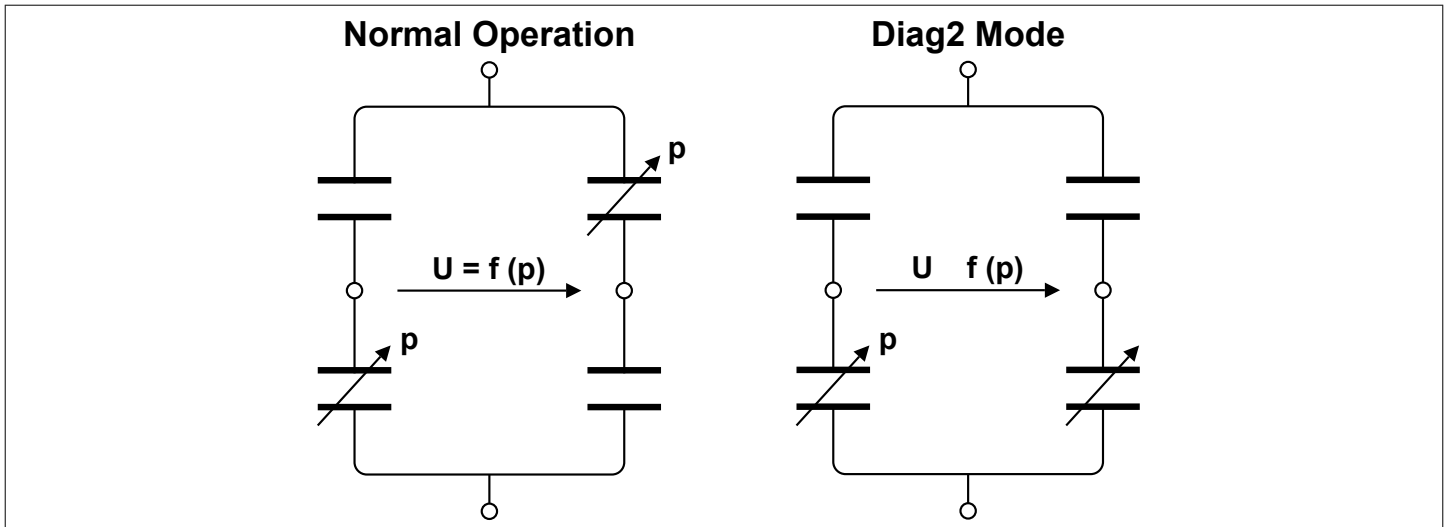 Normal Operation
Diag2 Mode
p
U = f (p)
U f (p)
p
p